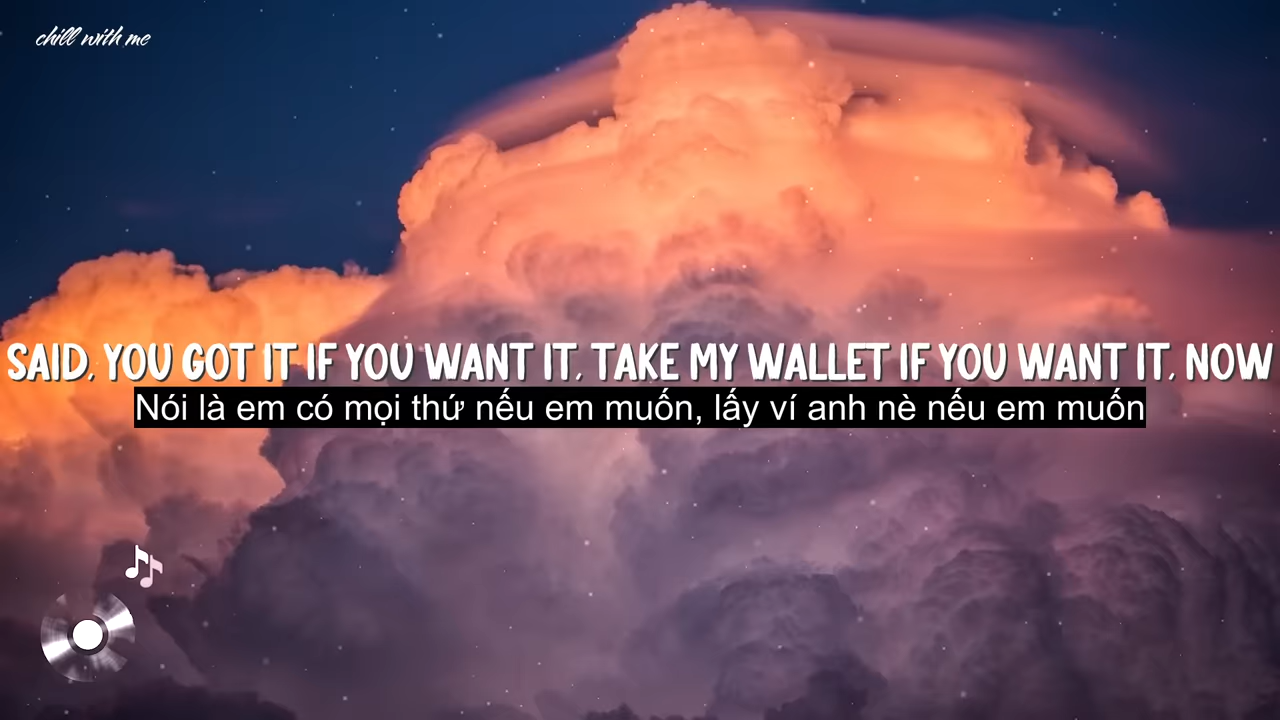 chill with me
SAID, YOU GOT IT IF YOU WANT IT, TAKE MY WALLET IF YOU WANT IT, NOW
Nói là em có mọi thứ nếu em muốn, lấy ví anh nè nếu em muốn